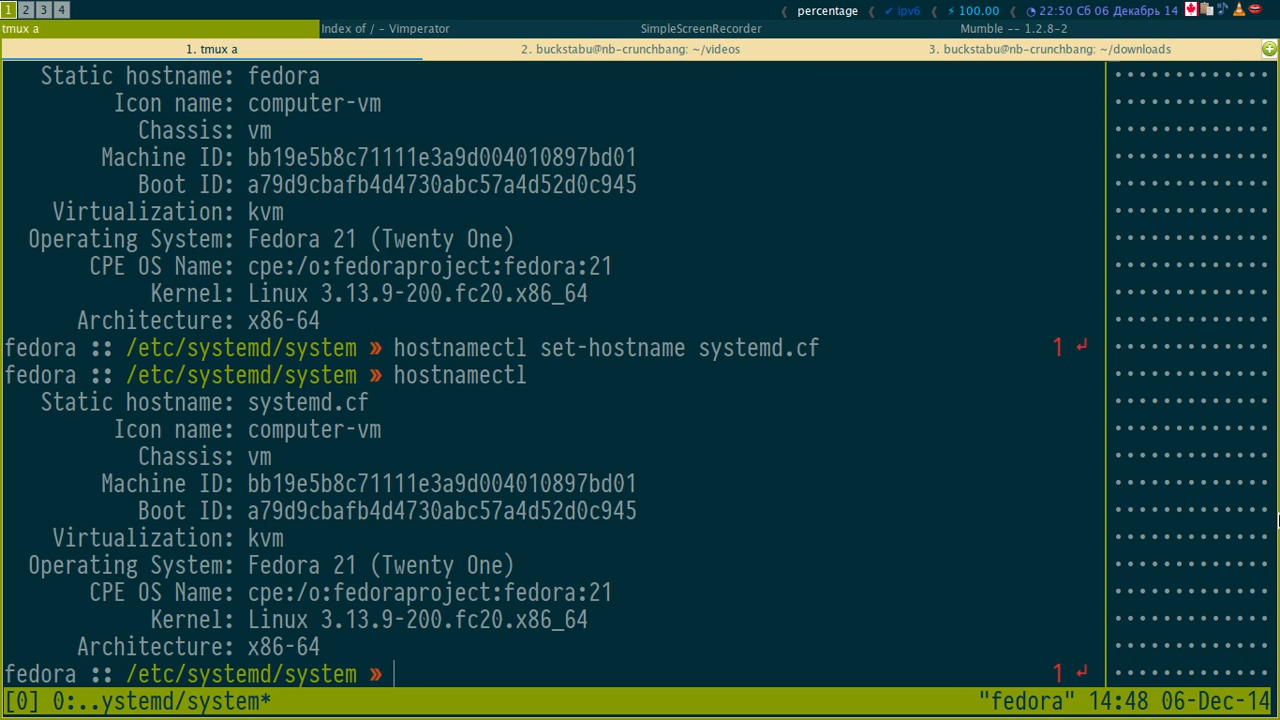 1 2 3 4 percentage ✔ ipv6 ⚡ 100.00 22:50 Сб 06 Декабрь 14
tmux a Index of / - Vimperator SimpleScreenRecorder Mumble -- 1.2.8-2
1. tmux a 2. buckstabu@nb-crunchbang: ~/videos 3. buckstabu@nb-crunchbang: ~/downloads
Static hostname: fedora
Icon name: computer-vm
Chassis: vm
Machine ID: bb19e5b8c71111e3a9d004010897bd01
Boot ID: a79d9cbafb4d4730abc57a4d52d0c945
Virtualization: kvm
Operating System: Fedora 21 (Twenty One)
CPE OS Name: cpe:/o:fedoraproject:fedora:21
Kernel: Linux 3.13.9-200.fc20.x86_64
Architecture: x86-64
fedora :: /etc/systemd/system » hostnamectl set-hostname systemd.cf 1 ↵
fedora :: /etc/systemd/system » hostnamectl
Static hostname: systemd.cf
Icon name: computer-vm
Chassis: vm
Machine ID: bb19e5b8c71111e3a9d004010897bd01
Boot ID: a79d9cbafb4d4730abc57a4d52d0c945
Virtualization: kvm
Operating System: Fedora 21 (Twenty One)
CPE OS Name: cpe:/o:fedoraproject:fedora:21
Kernel: Linux 3.13.9-200.fc20.x86_64
Architecture: x86-64
fedora :: /etc/systemd/system » 1 ↵
[0] 0:..ystemd/system* "fedora" 14:48 06-Dec-14